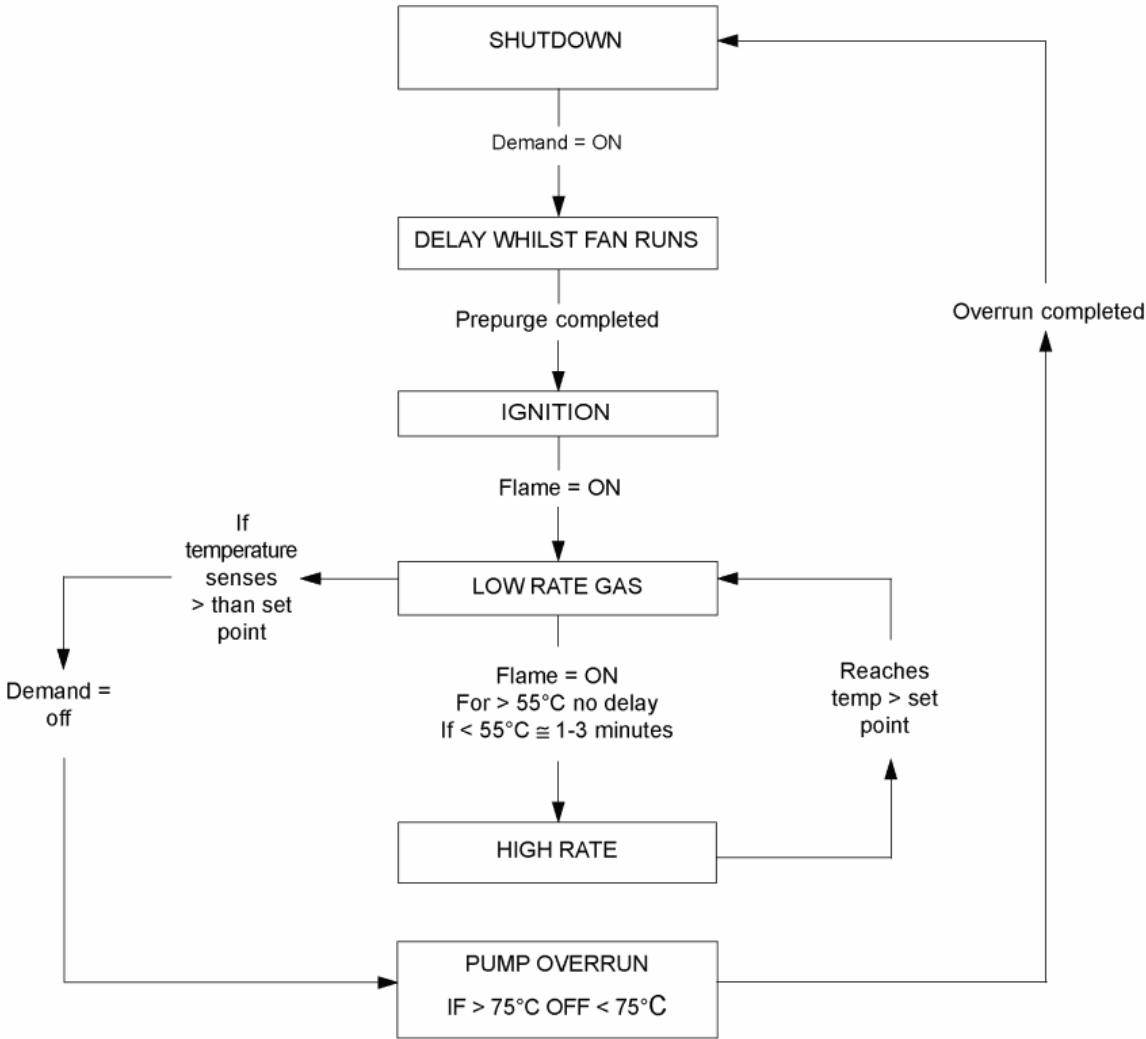 SHUTDOWN
Demand = ON
DELAY WHILST FAN RUNS
Prepurge completed
Overrun completed
IGNITION
Flame = ON
If
temperature
senses
> than set
point
LOW RATE GAS
Demand =
off
Flame = ON
For > 55°C no delay
If < 55°C ≅ 1-3 minutes
Reaches
temp > set
point
HIGH RATE
PUMP OVERRUN
IF > 75°C OFF < 75°C